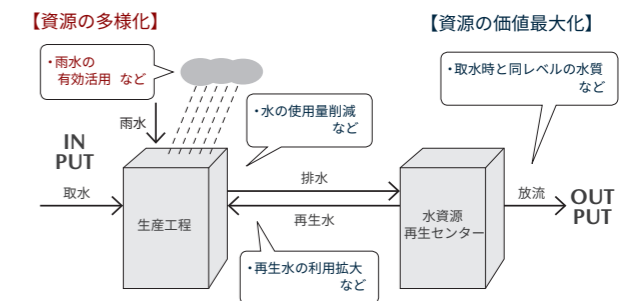 【資源の多様化】
【資源の価値最大化】
・雨水の
有効活用 など
・取水時と同レベルの水質
など
・水の使用量削減
など
雨水
IN
PUT
取水
生産工程
排水
再生水
水資源
再生センター
放流
OUT
PUT
・再生水の利用拡大
など